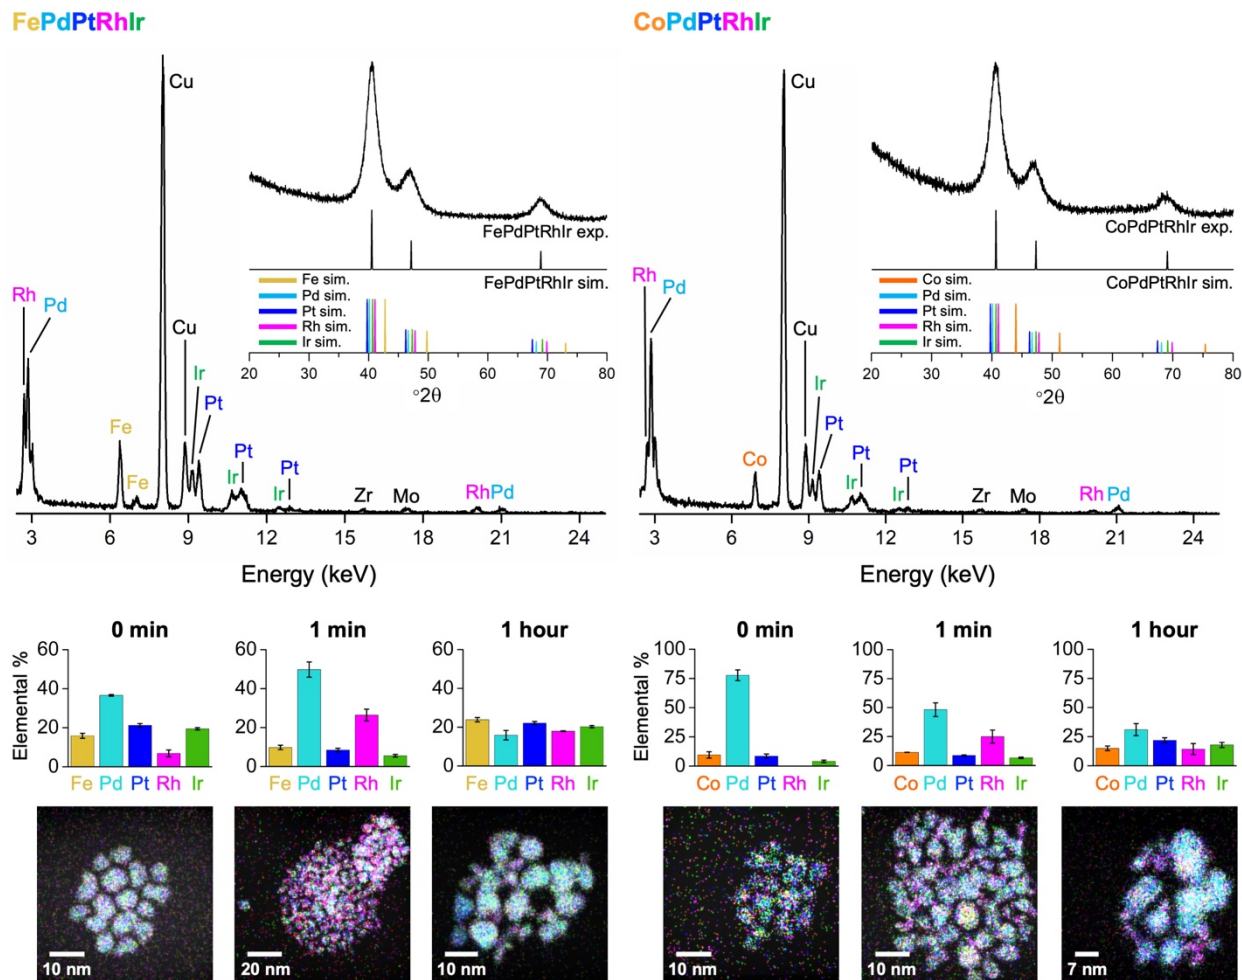 FePdPtRhIr
CoPdPtRhIr
Cu
Rh
Pd
Fe
Fe
Cu
Ir
Pt
Ir
Pt
Ir
Pt
Zr
Mo
Rh
Pd
3 6 9 12 15 18 21 24
Energy (keV)
FePdPtRhIr exp.
FePdPtRhIr sim.
Fe sim.
Pd sim.
Pt sim.
Rh sim.
Ir sim.
20 30 40 50 60 70 80
°2θ
Cu
Rh
Pd
Co
Cu
Ir
Pt
Ir
Pt
Ir
Pt
Zr
Mo
Rh
Pd
3 6 9 12 15 18 21 24
Energy (keV)
CoPdPtRhIr exp.
CoPdPtRhIr sim.
Co sim.
Pd sim.
Pt sim.
Rh sim.
Ir sim.
20 30 40 50 60 70 80
°2θ
0 min
1 min
1 hour
Elemental %
60
40
20
0
Fe Pd Pt Rh Ir
60
40
20
0
Fe Pd Pt Rh Ir
60
40
20
0
Fe Pd Pt Rh Ir
10 nm
20 nm
10 nm
0 min
1 min
1 hour
Elemental %
100
75
50
25
0
Co Pd Pt Rh Ir
100
75
50
25
0
Co Pd Pt Rh Ir
100
75
50
25
0
Co Pd Pt Rh Ir
10 nm
10 nm
7 nm